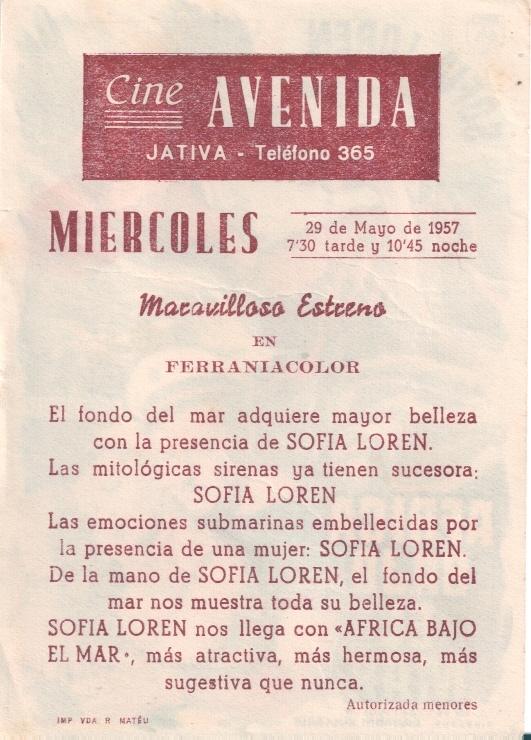 Cine AVENIDA
JATIVA - Teléfono 365
MIERCOLES
29 de Mayo de 1957
7'30 tarde y 10'45 noche
Maravilloso Estreno
EN
FERRANIACOLOR
El fondo del mar adquiere mayor belleza
con la presencia de SOFIA LOREN.
Las mitológicas sirenas ya tienen sucesora:
SOFIA LOREN
Las emociones submarinas embellecidas por
la presencia de una mujer: SOFIA LOREN.
De la mano de SOFIA LOREN, el fondo del
mar nos muestra toda su belleza.
SOFIA LOREN nos llega con «AFRICA BAJO
EL MAR», más atractiva, más hermosa, más
sugestiva que nunca.
Autorizada menores
IMP VDA. R MATÉU